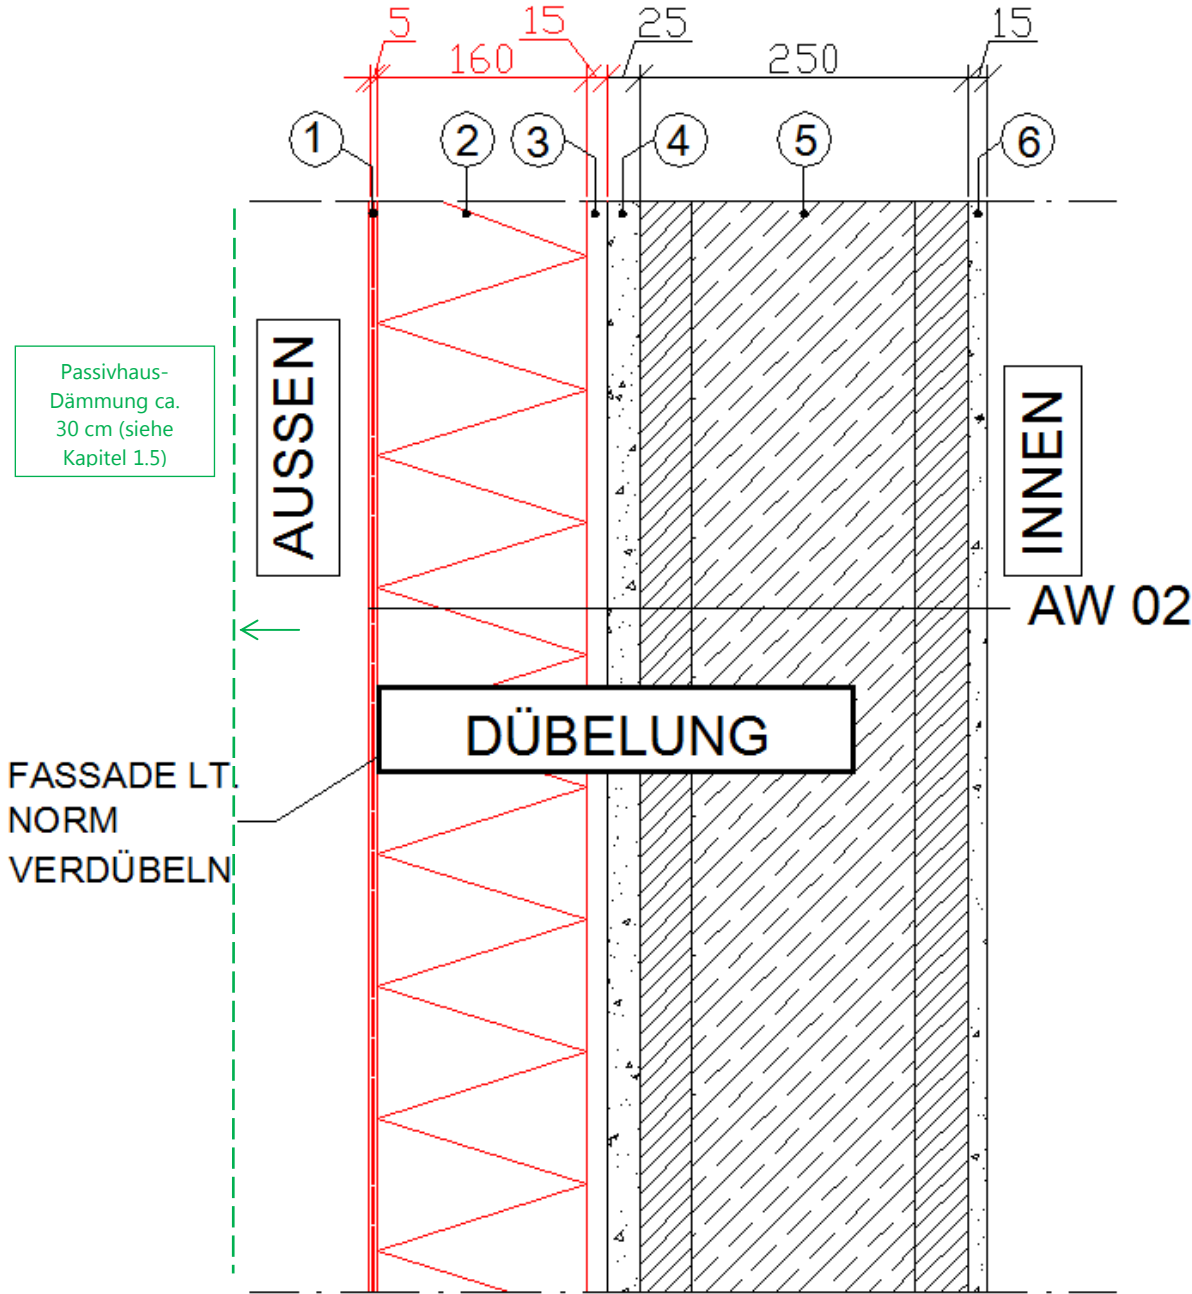 5
160
15
25
250
15
1
2
3
4
5
6
AUSSEN
Passivhaus-
Dämmung ca.
30 cm (siehe
Kapitel 1.5)
INNEN
AW 02
DÜBELUNG
FASSADE LT.
NORM
VERDÜBELN